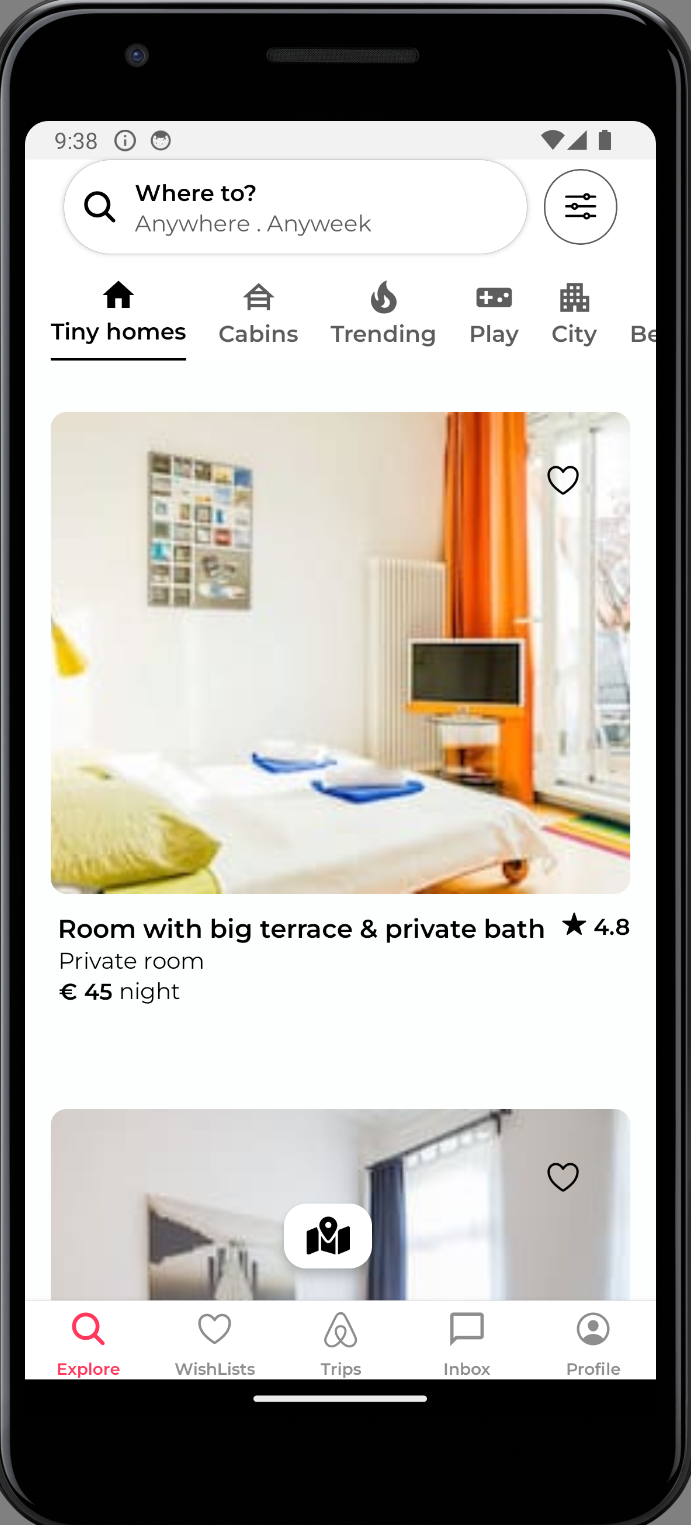 9:38
Where to?
Anywhere . Anyweek
Tiny homes Cabins Trending Play City Be
Room with big terrace & private bath ★ 4.8
Private room
€ 45 night
Explore WishLists Trips Inbox Profile